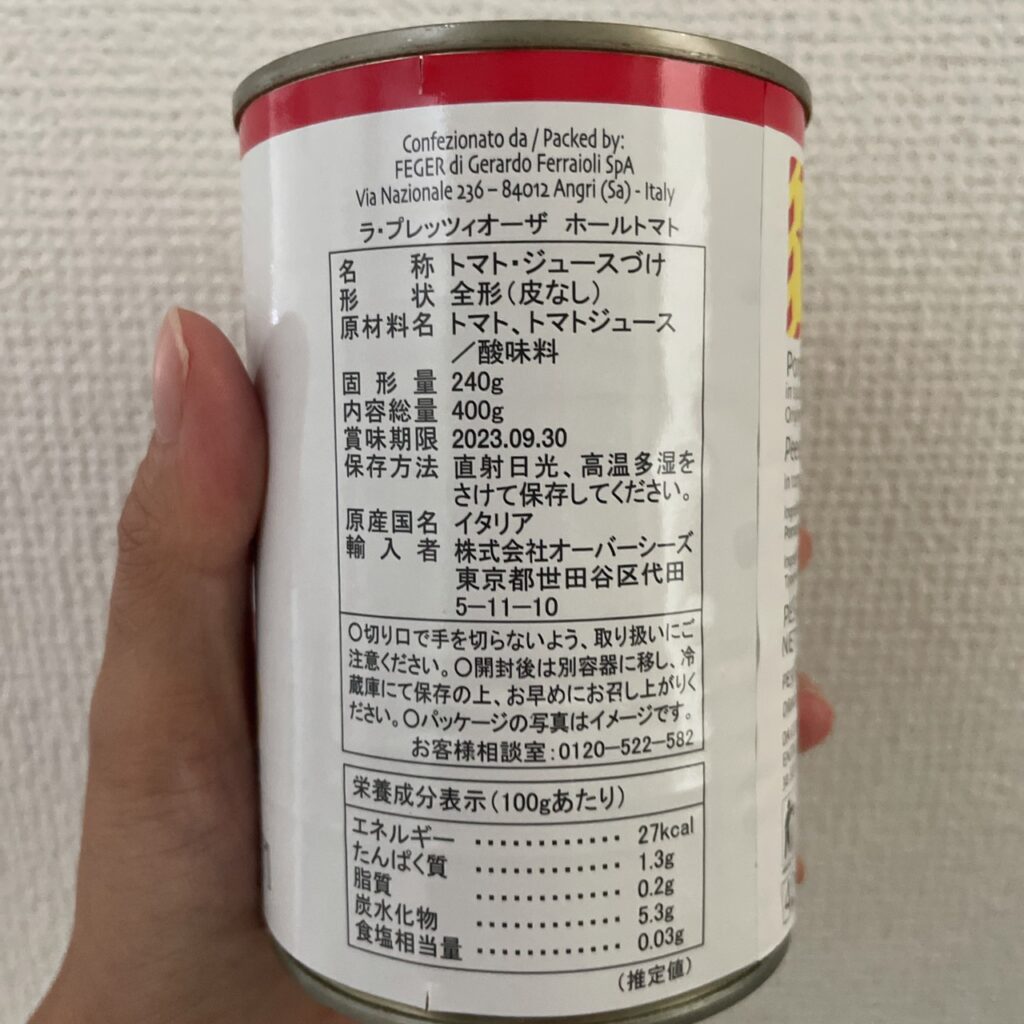 Confezionato da / Packed by:
FEGER di Gerardo Ferraioli SpA
Via Nazionale 236 – 84012 Angri (Sa) - Italy
ラ・プレッツィオーザ ホールトマト
名称 トマト・ジュースづけ
形状 全形（皮なし）
原材料名 トマト、トマトジュース
／酸味料
固形量 240g
内容総量 400g
賞味期限 2023.09.30
保存方法 直射日光、高温多湿を
さけて保存してください。
原産国名 イタリア
輸入者 株式会社オーバーシーズ
東京都世田谷区代田
5−11−10
〇切り口で手を切らないよう、取り扱いにご
注意ください。〇開封後は別容器に移し、冷
蔵庫にて保存の上、お早めにお召し上がりく
ださい。〇パッケージの写真はイメージです。
お客様相談室：0120−522−582
栄養成分表示（100gあたり）
エネルギー ............ 27kcal
たんぱく質 ............ 1.3g
脂質 ............ 0.2g
炭水化物 ............ 5.3g
食塩相当量 ............ 0.03g
（推定値）